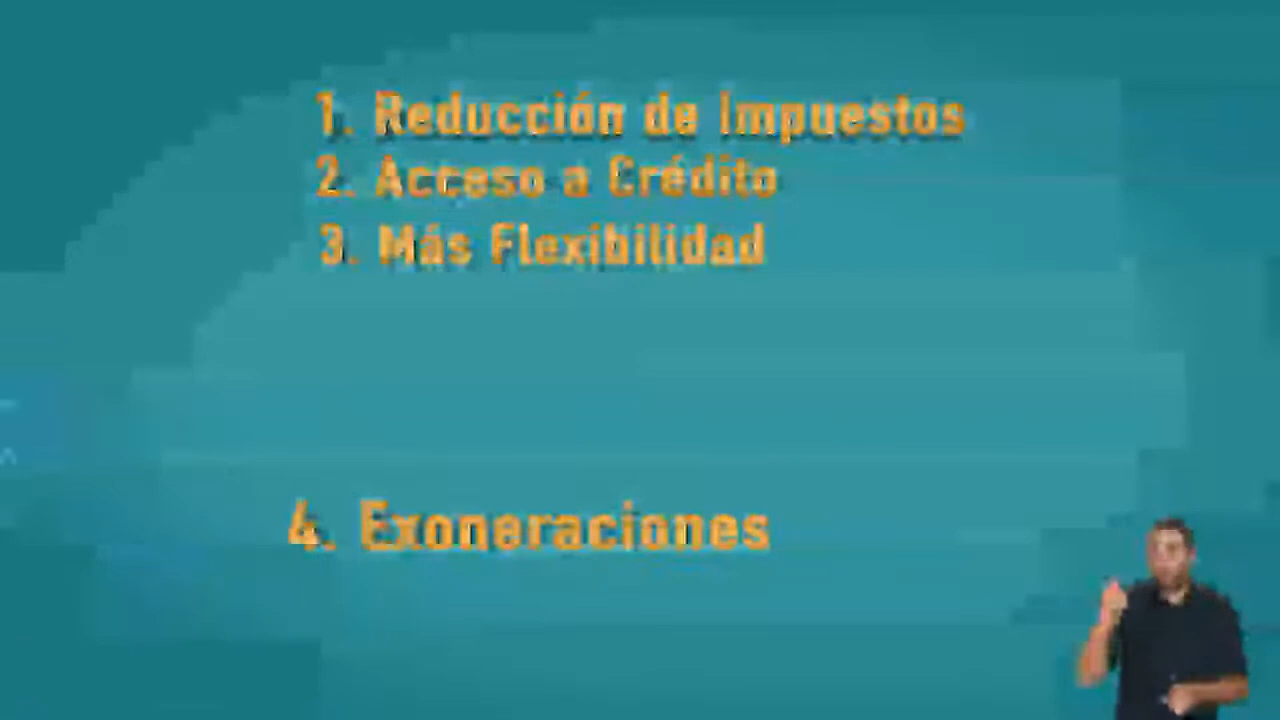 1. Reducción de Impuestos
2. Acceso a Crédito
3. Más Flexibilidad
4. Exoneraciones